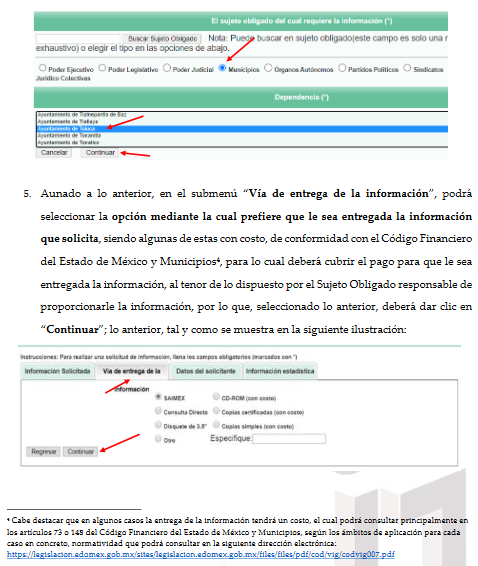 El sujeto obligado del cual requiere la información (*)
Buscar Sujeto Obligado Nota: Puede buscar en sujeto obligado(este campo es solo una r
exhaustivo) o elegir el tipo en las opciones de abajo.
Poder Ejecutivo Poder Legislativo Poder Judicial Municipios Órganos Autónomos Partidos Políticos Sindicatos
Jurídico Colectivas
Dependencia (*)
Ayuntamiento de Tlalnepantla de Baz
Ayuntamiento de Tlatlaya
Ayuntamiento de Toluca
Ayuntamiento de Tonanitla
Ayuntamiento de Tonatico
Cancelar Continuar
5. Aunado a lo anterior, en el submenú “Vía de entrega de la información”, podrá
seleccionar la opción mediante la cual prefiere que le sea entregada la información
que solicita, siendo algunas de estas con costo, de conformidad con el Código Financiero
del Estado de México y Municipios⁴, para lo cual deberá cubrir el pago para que le sea
entregada la información, al tenor de lo dispuesto por el Sujeto Obligado responsable de
proporcionarle la información, por lo que, seleccionado lo anterior, deberá dar clic en
“Continuar”; lo anterior, tal y como se muestra en la siguiente ilustración:
Instrucciones: Para realizar una solicitud de información, llena los campos obligatorios (marcados con *)
Información Solicitada Vía de entrega de la Datos del solicitante Información estadística
información
SAIMEX CD-ROM (con costo)
Consulta Directa Copias certificadas (con costo)
Disquete de 3.5" Copias simples (con costo)
Otro Especifique:
Regresar Continuar
⁴ Cabe destacar que en algunos casos la entrega de la información tendrá un costo, el cual podrá consultar principalmente en
los artículos 73 o 148 del Código Financiero del Estado de México y Municipios, según los ámbitos de aplicación para cada
caso en concreto, normatividad que podrá consultar en la siguiente dirección electrónica:
https://legislacion.edomex.gob.mx/sites/legislacion.edomex.gob.mx/files/files/pdf/cod/vig/codvig007.pdf